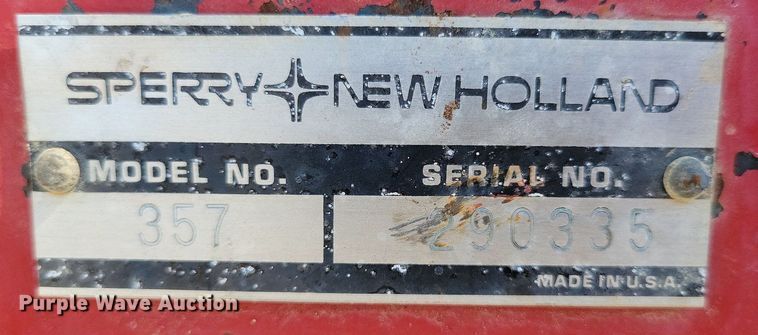 SPERRY NEW HOLLAND
MODEL NO. SERIAL NO.
357 290335
MADE IN U.S.A.
Purple Wave Auction